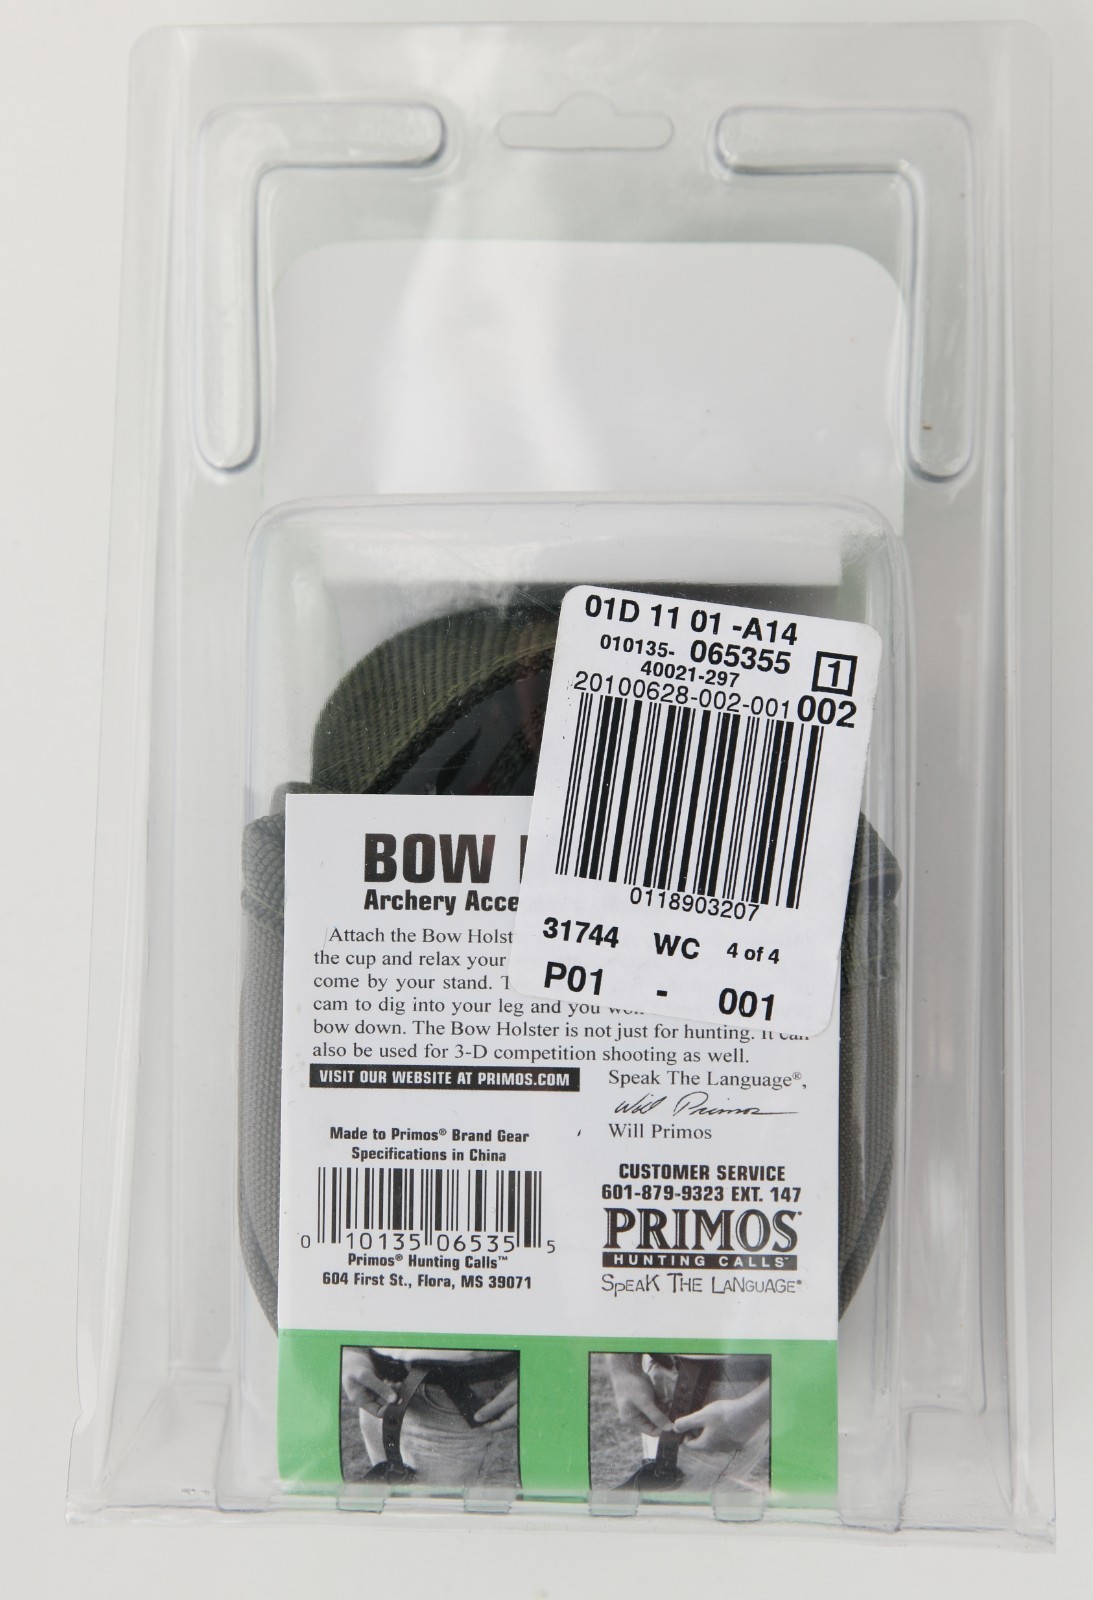 01D 11 01 -A14
010135- 065355 1
40021-297
20100628-002-001 002
0118903207
31744 WC 4 of 4
P01 - 001
BOW
Archery Acce
Attach the Bow Holst
the cup and relax your
come by your stand. T
cam to dig into your leg and you
bow down. The Bow Holster is not just for hunting. It can
also be used for 3-D competition shooting as well.
VISIT OUR WEBSITE AT PRIMOS.COM
Speak The Language®,
Will Primos
Will Primos
Made to Primos® Brand Gear
Specifications in China
0 10135 06535 5
Primos® Hunting Calls™
604 First St., Flora, MS 39071
CUSTOMER SERVICE
601-879-9323 EXT. 147
PRIMOS®
HUNTING CALLS™
SPEAK THE LANGUAGE®